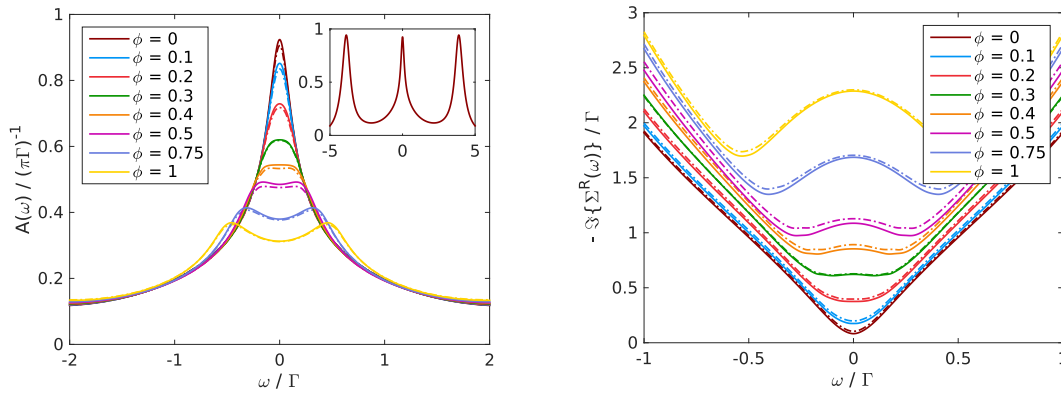 A(ω) / (πΓ)⁻¹
1
0.8
0.6
0.4
0.2
0
-2
-1
0
1
2
ω / Γ
ϕ = 0
ϕ = 0.1
ϕ = 0.2
ϕ = 0.3
ϕ = 0.4
ϕ = 0.5
ϕ = 0.75
ϕ = 1
1
0.5
0
-5
0
5
- ℑ{Σᴿ(ω)} / Γ
3
2.5
2
1.5
1
0.5
0
-1
-0.5
0
0.5
1
ω / Γ
ϕ = 0
ϕ = 0.1
ϕ = 0.2
ϕ = 0.3
ϕ = 0.4
ϕ = 0.5
ϕ = 0.75
ϕ = 1